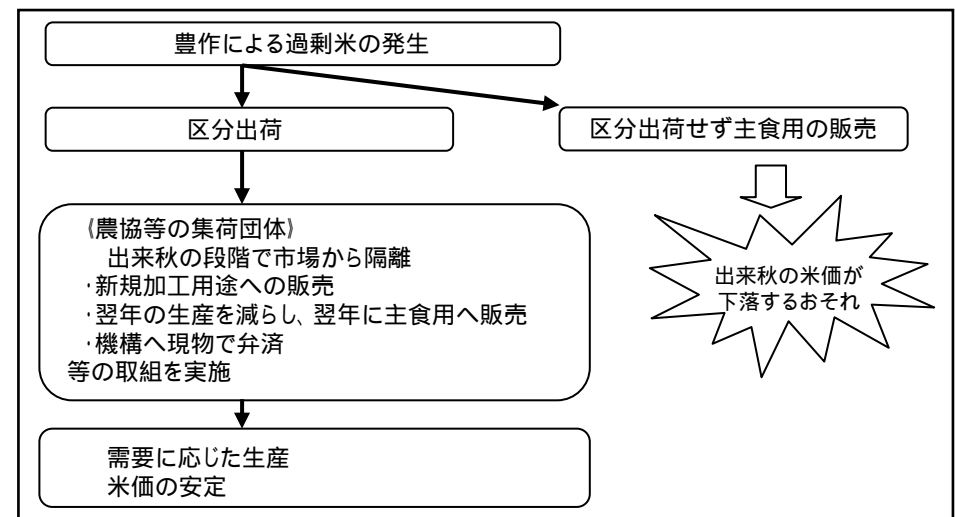 豊作による過剰米の発生
区分出荷
区分出荷せず主食用の販売
《農協等の集荷団体》
出来秋の段階で市場から隔離
・新規加工用途への販売
・翌年の生産を減らし、翌年に主食用へ販売
・機構へ現物で弁済
等の取組を実施
出来秋の米価が
下落するおそれ
需要に応じた生産
米価の安定